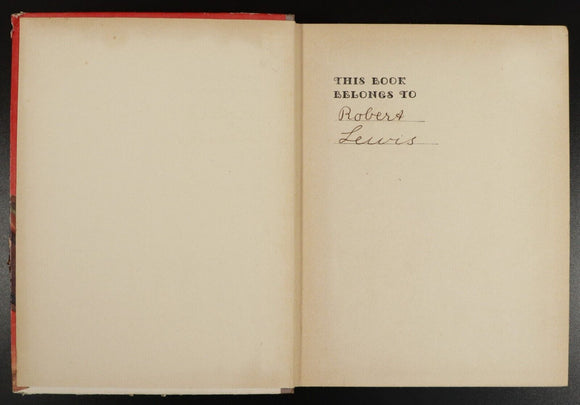 THIS BOOK
BELONGS TO
Robert
Lewis